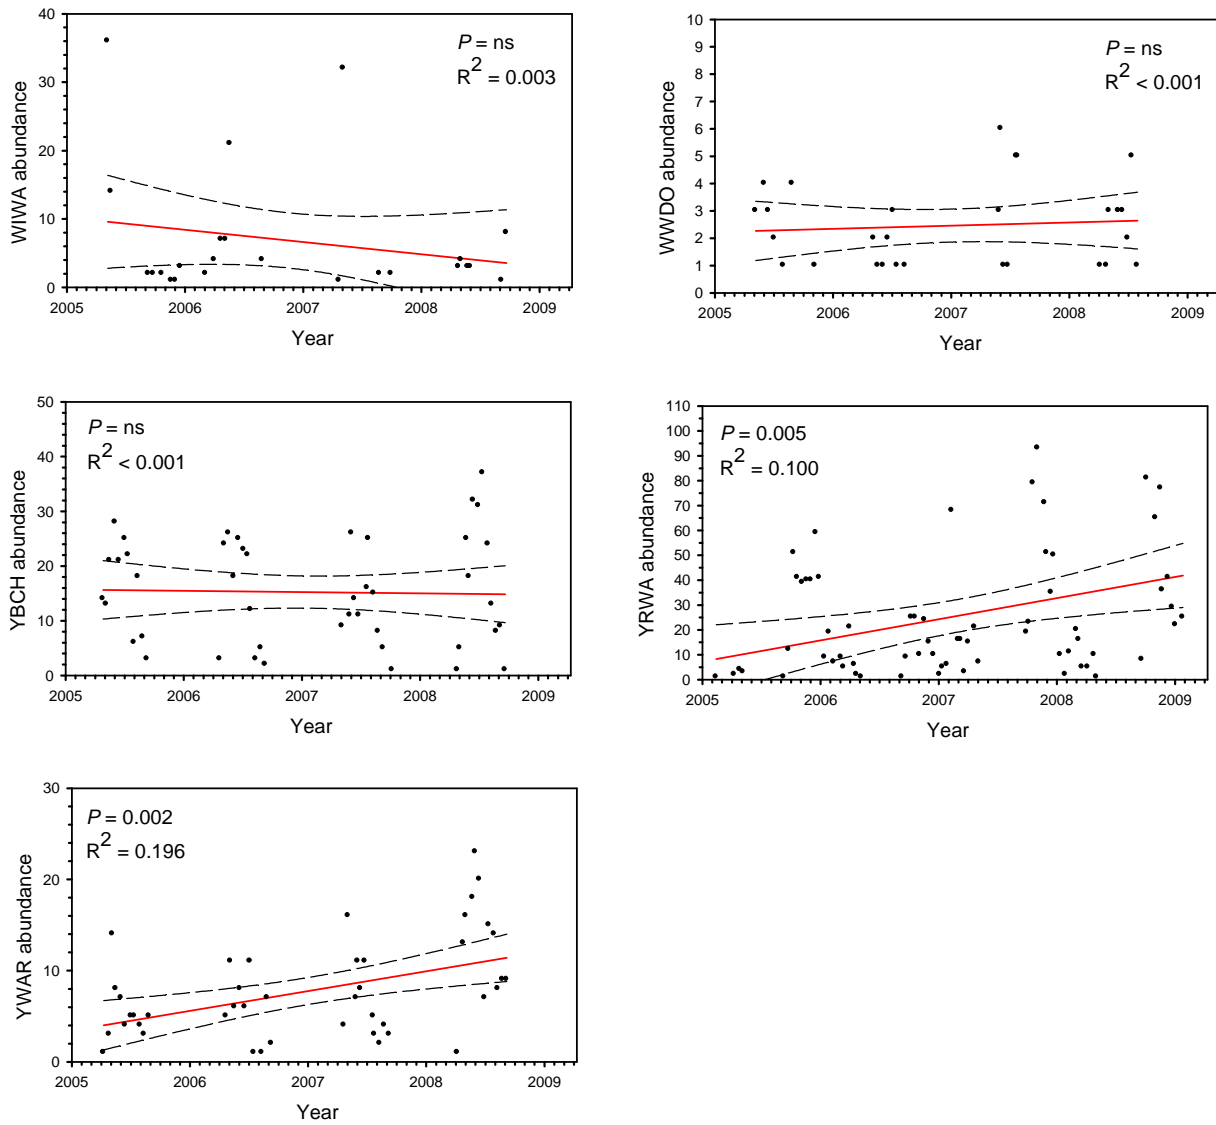 40
30
20
10
0
WIWA abundance
P = ns
R² = 0.003
2005 2006 2007 2008 2009
Year
10
9
8
7
6
5
4
3
2
1
0
WWDO abundance
P = ns
R² < 0.001
2005 2006 2007 2008 2009
Year
50
40
30
20
10
0
YBCH abundance
P = ns
R² < 0.001
2005 2006 2007 2008 2009
Year
110
100
90
80
70
60
50
40
30
20
10
0
YRWA abundance
P = 0.005
R² = 0.100
2005 2006 2007 2008 2009
Year
30
20
10
0
YWAR abundance
P = 0.002
R² = 0.196
2005 2006 2007 2008 2009
Year